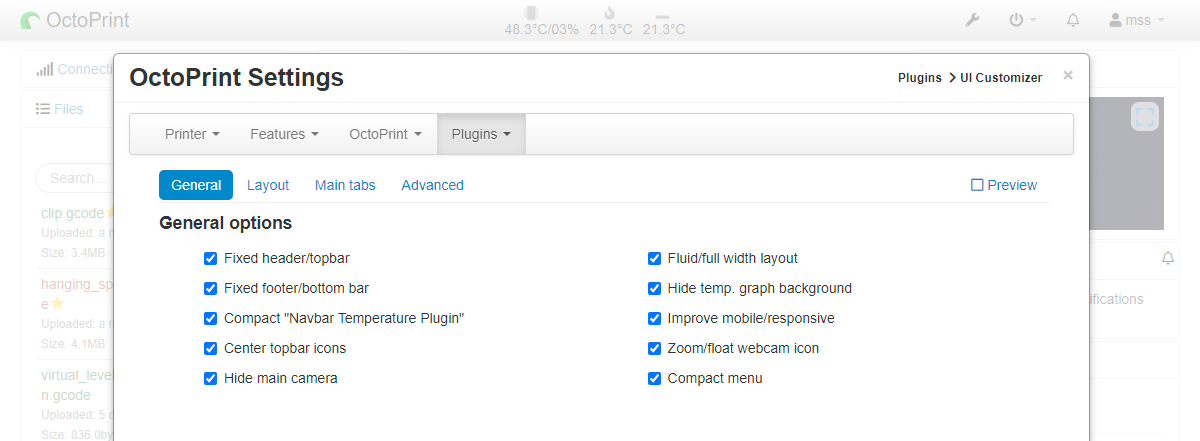 OctoPrint
48.3°C/03% 21.3°C 21.3°C
mss
Connecti
Files
Search...
clip.gcode
Uploaded: a
Size: 3.4MB
hanging_sp
e
Uploaded: a
Size: 4.1MB
virtual_level
n.gcode
Uploaded: 5
Size: 836.0by
OctoPrint Settings
Plugins > UI Customizer
×
Printer Features OctoPrint Plugins
General Layout Main tabs Advanced Preview
General options
Fixed header/topbar
Fixed footer/bottom bar
Compact "Navbar Temperature Plugin"
Center topbar icons
Hide main camera
Fluid/full width layout
Hide temp. graph background
Improve mobile/responsive
Zoom/float webcam icon
Compact menu
ifications